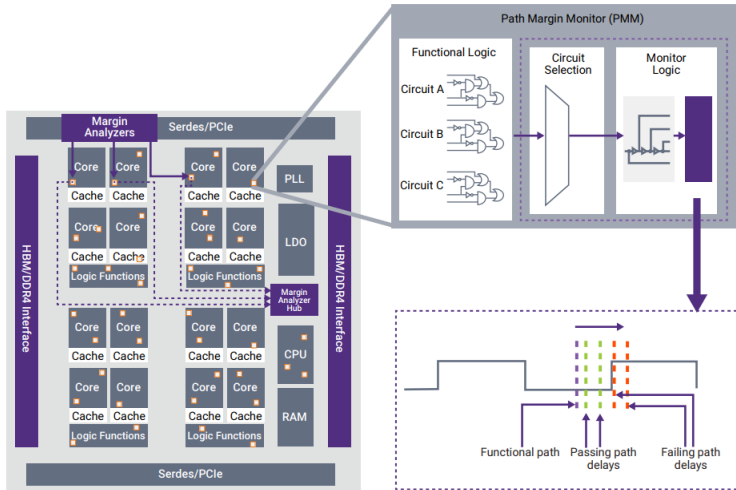 Path Margin Monitor (PMM)
Functional Logic
Circuit A
Circuit B
Circuit C
Circuit
Selection
Monitor
Logic
Margin
Analyzers
Serdes/PCIe
HBM/DDR4 Interface
Core
Core
Cache
Cache
Core
Core
Cache
Cache
Logic Functions
Core
Core
Cache
Cache
Core
Core
Cache
Cache
Logic Functions
PLL
LDO
Margin
Analyzer
Hub
HBM/DDR4 Interface
Core
Core
Cache
Cache
Core
Core
Cache
Cache
Logic Functions
Core
Core
Cache
Cache
Core
Core
Cache
Cache
Logic Functions
CPU
RAM
Serdes/PCIe
Functional path
Passing path
delays
Failing path
delays